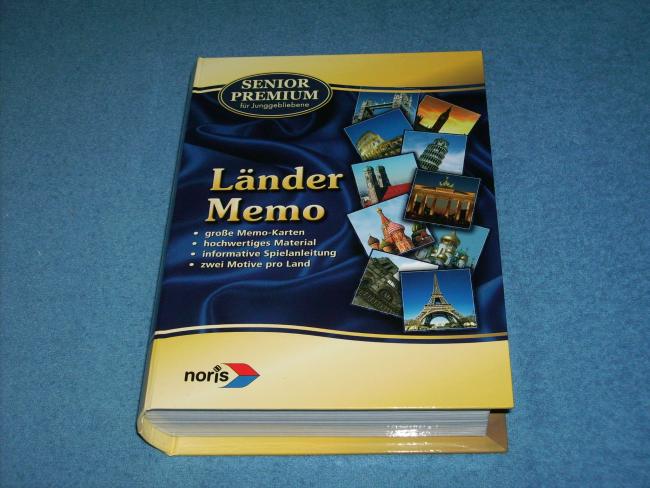 SENIOR
PREMIUM
für Junggebliebene
Länder
Memo
• große Memo-Karten
• hochwertiges Material
• informative Spielanleitung
• zwei Motive pro Land
noris